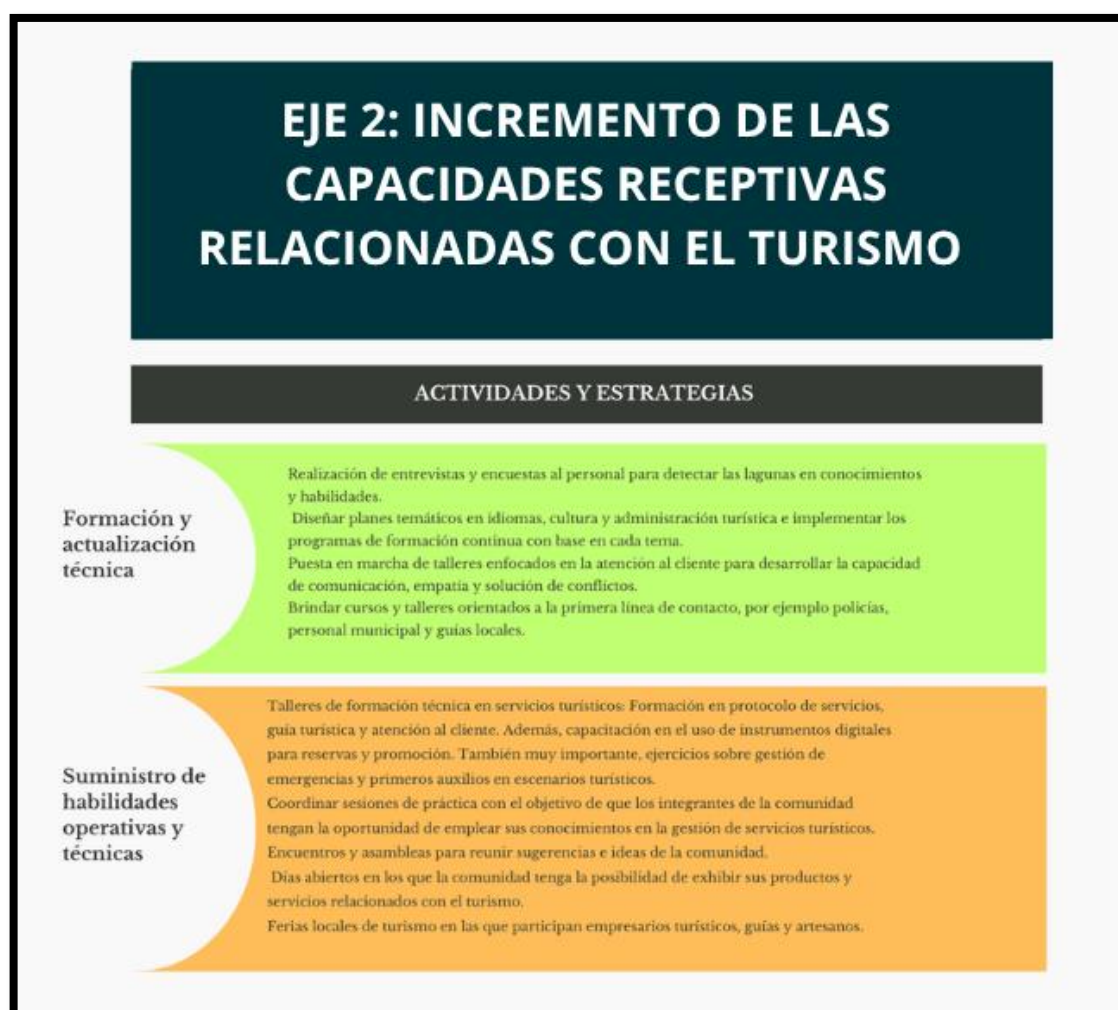 EJE 2: INCREMENTO DE LAS
CAPACIDADES RECEPTIVAS
RELACIONADAS CON EL TURISMO
ACTIVIDADES Y ESTRATEGIAS
Formación y
actualización
técnica
Realización de entrevistas y encuestas al personal para detectar las lagunas en conocimientos
y habilidades.
Diseñar planes temáticos en idiomas, cultura y administración turística e implementar los
programas de formación continua con base en cada tema.
Puesta en marcha de talleres enfocados en la atención al cliente para desarrollar la capacidad
de comunicación, empatía y solución de conflictos.
Brindar cursos y talleres orientados a la primera línea de contacto, por ejemplo policías,
personal municipal y guías locales.
Suministro de
habilidades
operativas y
técnicas
Talleres de formación técnica en servicios turísticos: Formación en protocolo de servicios,
guía turística y atención al cliente. Además, capacitación en el uso de instrumentos digitales
para reservas y promoción. También muy importante, ejercicios sobre gestión de
emergencias y primeros auxilios en escenarios turísticos.
Coordinar sesiones de práctica con el objetivo de que los integrantes de la comunidad
tengan la oportunidad de emplear sus conocimientos en la gestión de servicios turísticos.
Encuentros y asambleas para reunir sugerencias e ideas de la comunidad.
Días abiertos en los que la comunidad tenga la posibilidad de exhibir sus productos y
servicios relacionados con el turismo.
Ferias locales de turismo en las que participan empresarios turísticos, guías y artesanos.